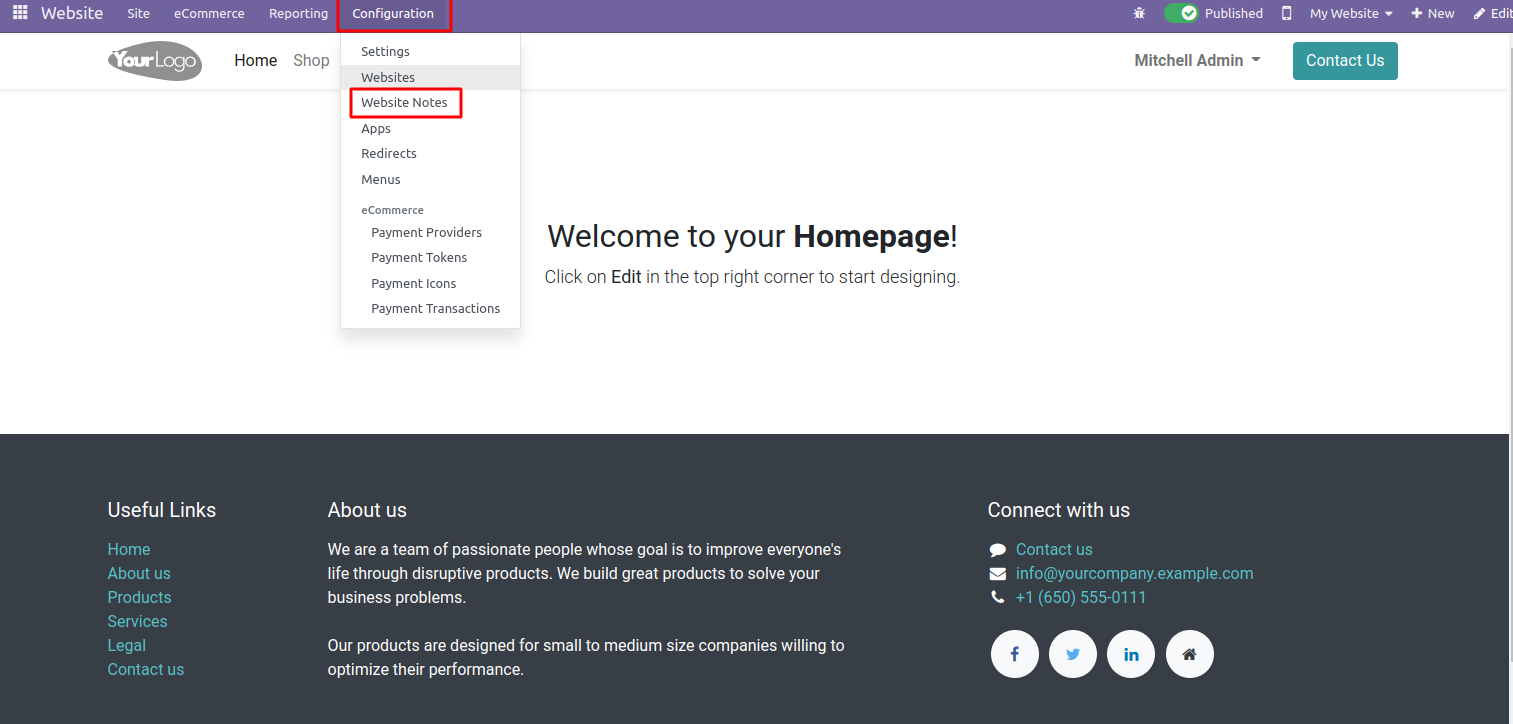 Website Site eCommerce Reporting Configuration Published My Website New Edit
YourLogo Home Shop Mitchell Admin Contact Us
Settings
Websites
Website Notes
Apps
Redirects
Menus
eCommerce
Payment Providers
Payment Tokens
Payment Icons
Payment Transactions
Welcome to your Homepage!
Click on Edit in the top right corner to start designing.
Useful Links
Home
About us
Products
Services
Legal
Contact us
About us
We are a team of passionate people whose goal is to improve everyone's
life through disruptive products. We build great products to solve your
business problems.
Our products are designed for small to medium size companies willing to
optimize their performance.
Connect with us
Contact us
info@yourcompany.example.com
+1 (650) 555-0111